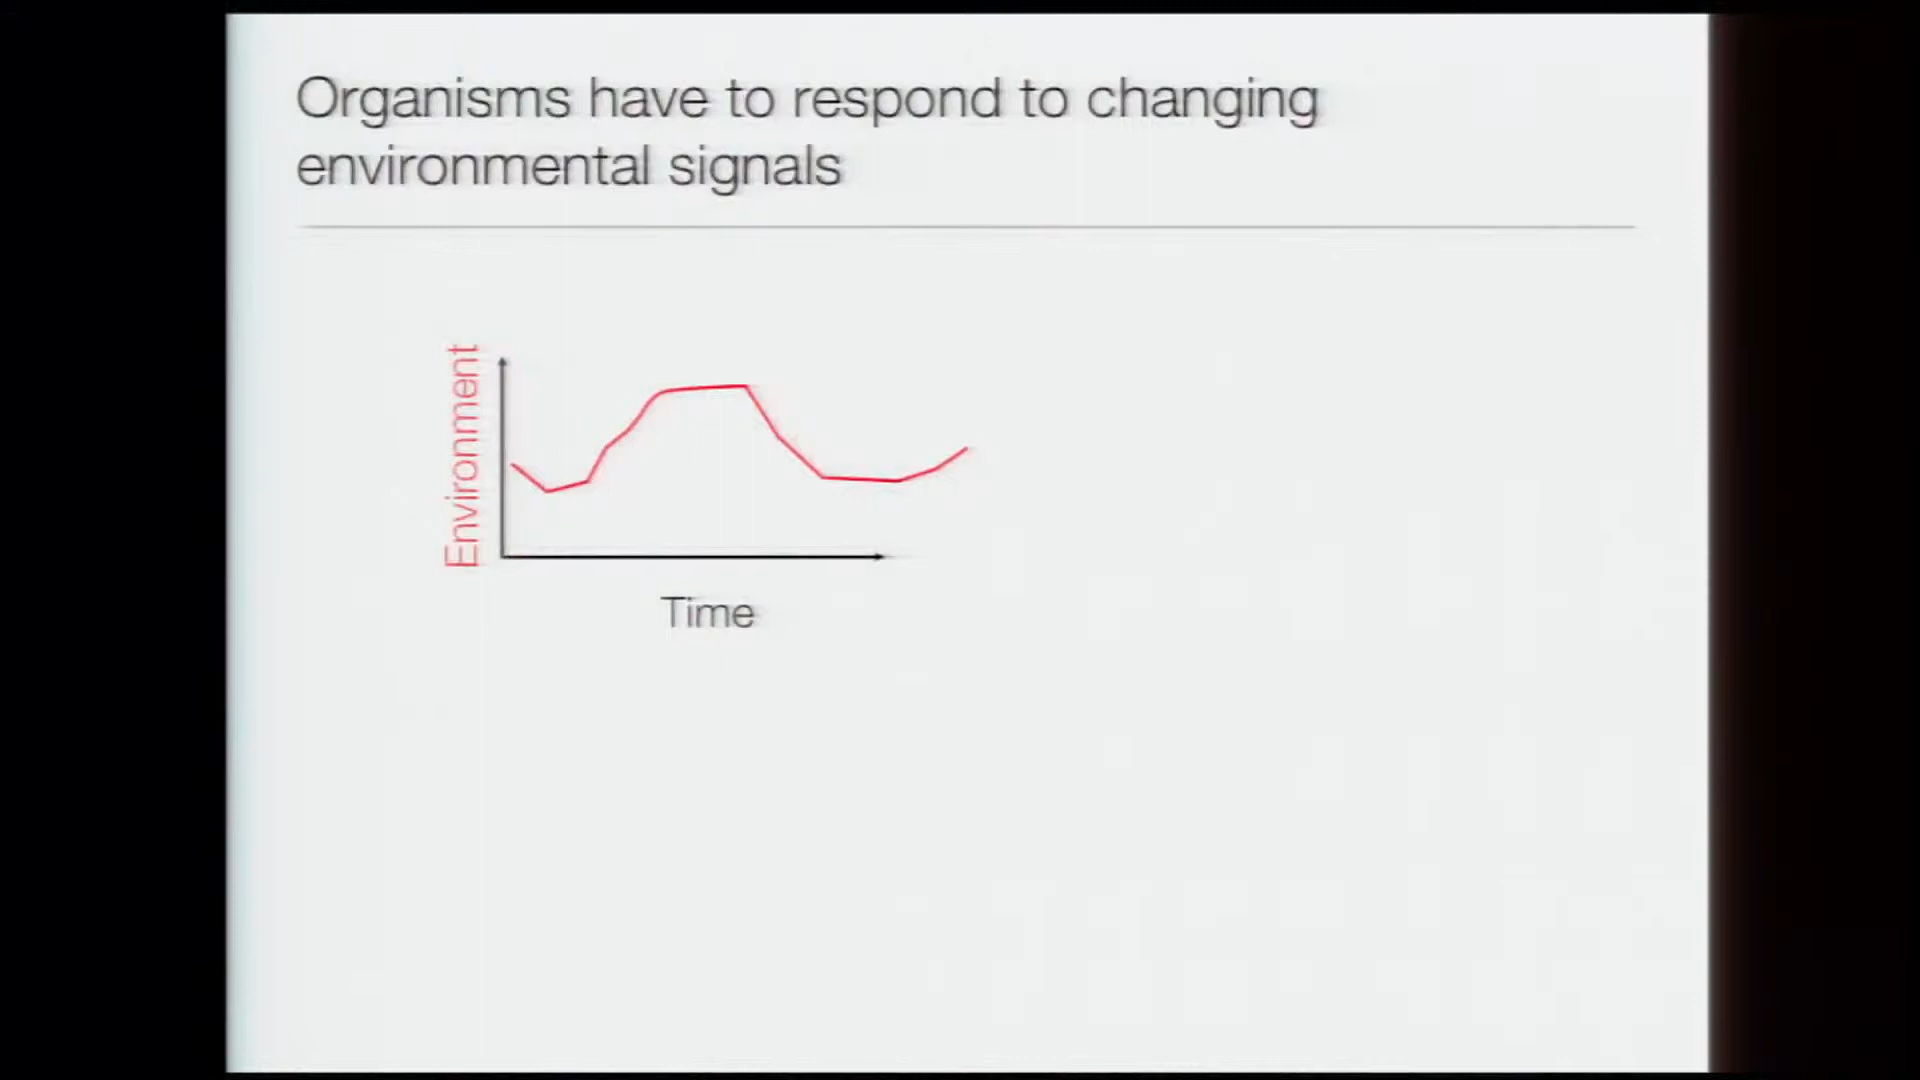 Organisms have to respond to changing
environmental signals
Environment
Time